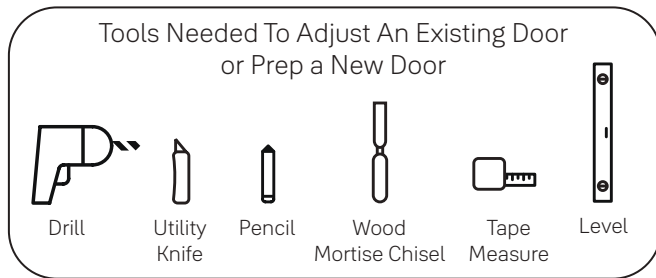 Tools Needed To Adjust An Existing Door
or Prep a New Door
Drill
Utility
Knife
Pencil
Wood
Mortise Chisel
Tape
Measure
Level